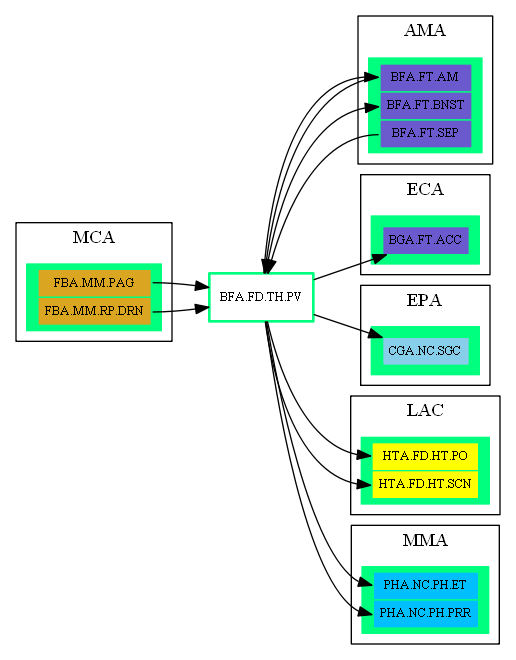 AMA
BFA.FT.AM
BFA.FT.BNST
BFA.FT.SEP
ECA
BGA.FT.ACC
MCA
FBA.MM.PAG
FBA.MM.RP.DRN
BFA.FD.TH.PV
EPA
CGA.NC.SGC
LAC
HTA.FD.HT.PO
HTA.FD.HT.SCN
MMA
PHA.NC.PH.ET
PHA.NC.PH.PRR